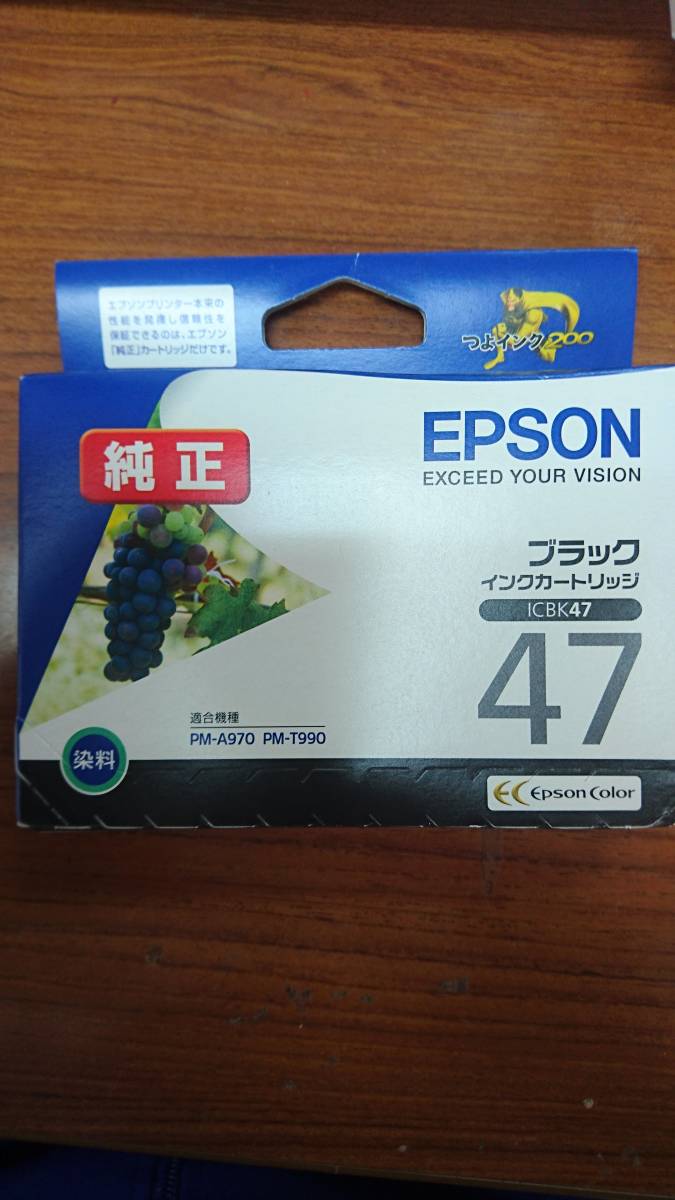 エプソンプリンター本来の
性能を発揮し信頼性を
保証できるのは、エプソン
「純正」カートリッジだけです。
つよインク200
純正
EPSON
EXCEED YOUR VISION
ブラック
インクカートリッジ
ICBK47
47
適合機種
PM-A970 PM-T990
染料
EC Epson Color